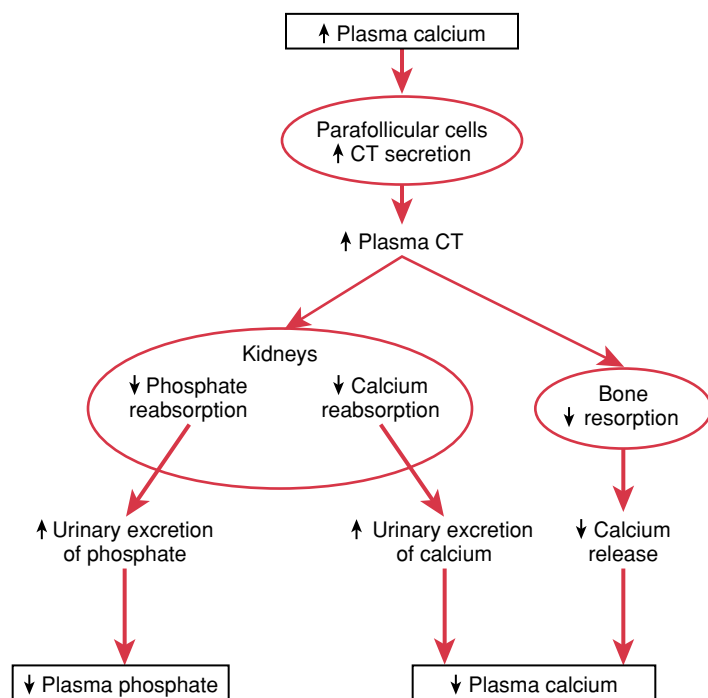 ↑ Plasma calcium
Parafollicular cells
↑ CT secretion
↑ Plasma CT
Kidneys
↓ Phosphate
reabsorption
↓ Calcium
reabsorption
Bone
↓ resorption
↑ Urinary excretion
of phosphate
↑ Urinary excretion
of calcium
↓ Calcium
release
↓ Plasma phosphate
↓ Plasma calcium